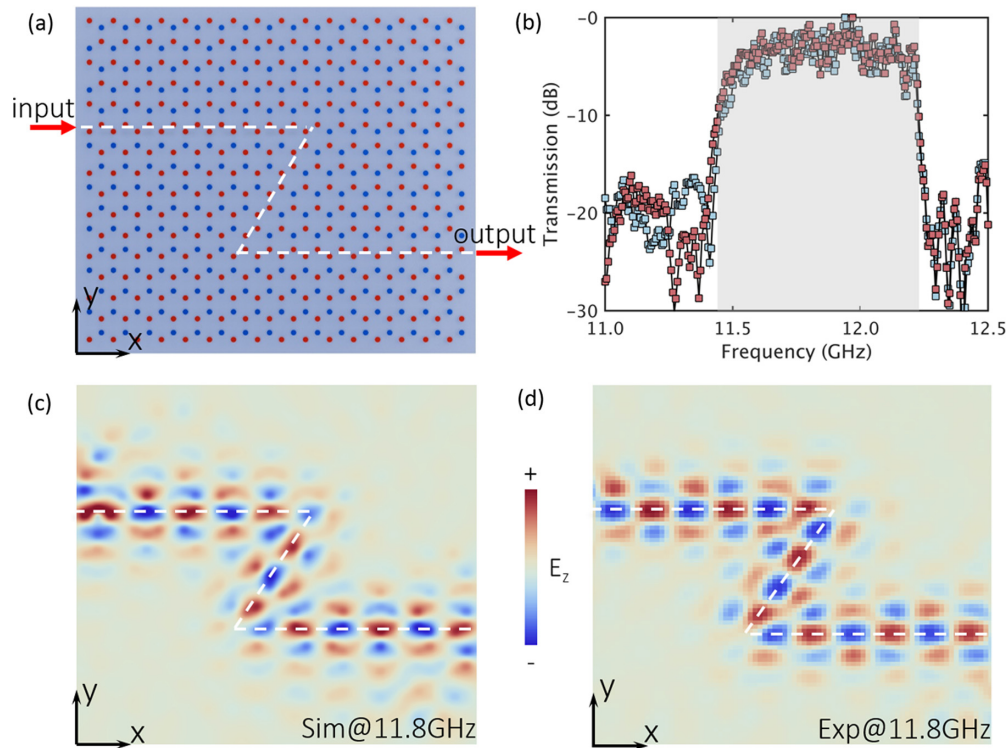 (a)
input
output
y
x
(b)
Transmission (dB)
-0
-10
-20
-30
11.0
11.5
12.0
12.5
Frequency (GHz)
(c)
y
x
Sim@11.8GHz
+
Ez
-
(d)
y
x
Exp@11.8GHz